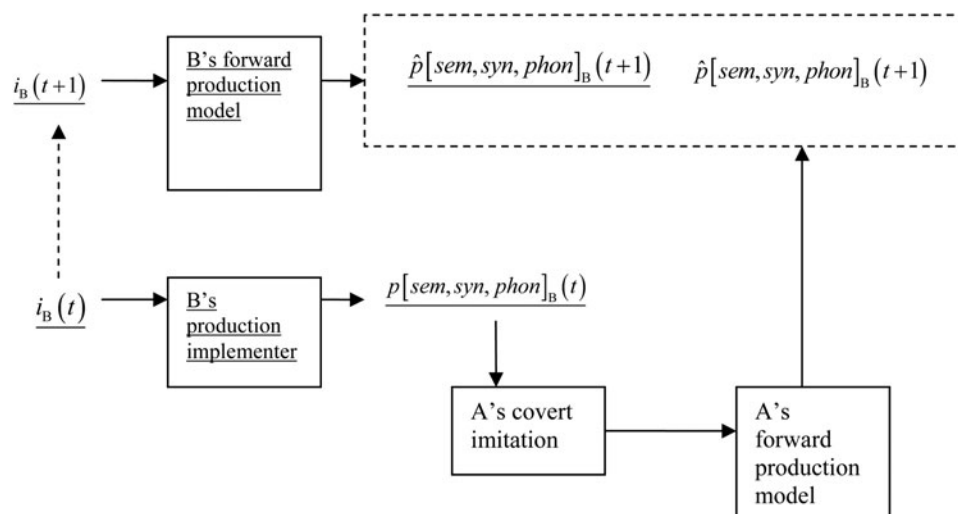 B's forward
production
model
i_B(t+1)
p̂[sem, syn, phon]_B(t+1)
p̂[sem, syn, phon]_B(t+1)
i_B(t)
B's
production
implementer
p[sem, syn, phon]_B(t)
A's covert
imitation
A's
forward
production
model